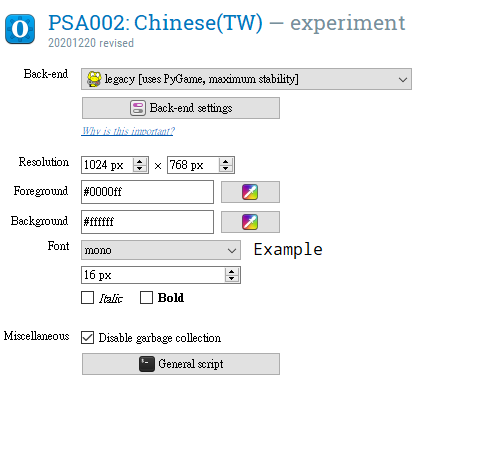 PSA002: Chinese(TW) — experiment
20201220 revised
Back-end legacy [uses PyGame, maximum stability]
Back-end settings
Why is this important?
Resolution 1024 px × 768 px
Foreground #0000ff
Background #ffffff
Font mono Example
16 px
Italic Bold
Miscellaneous Disable garbage collection
General script